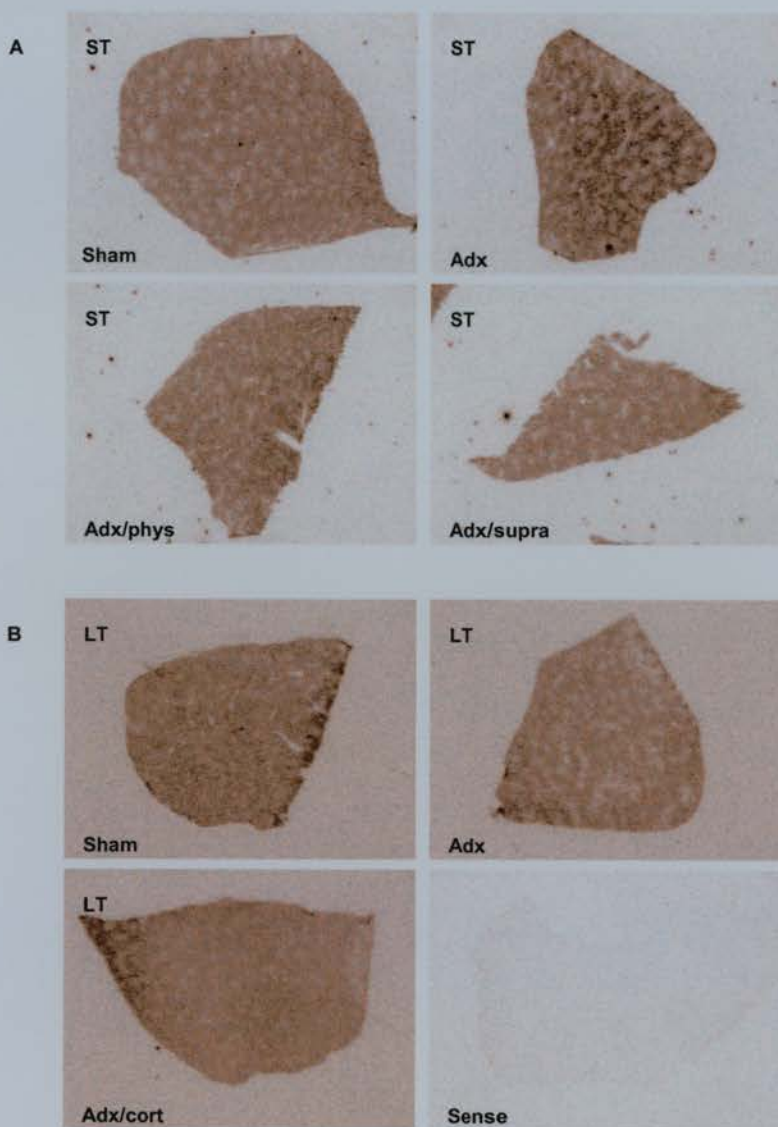 A
ST
ST
Sham
Adx
ST
ST
Adx/phys
Adx/supra
B
LT
LT
Sham
Adx
LT
Adx/cort
Sense